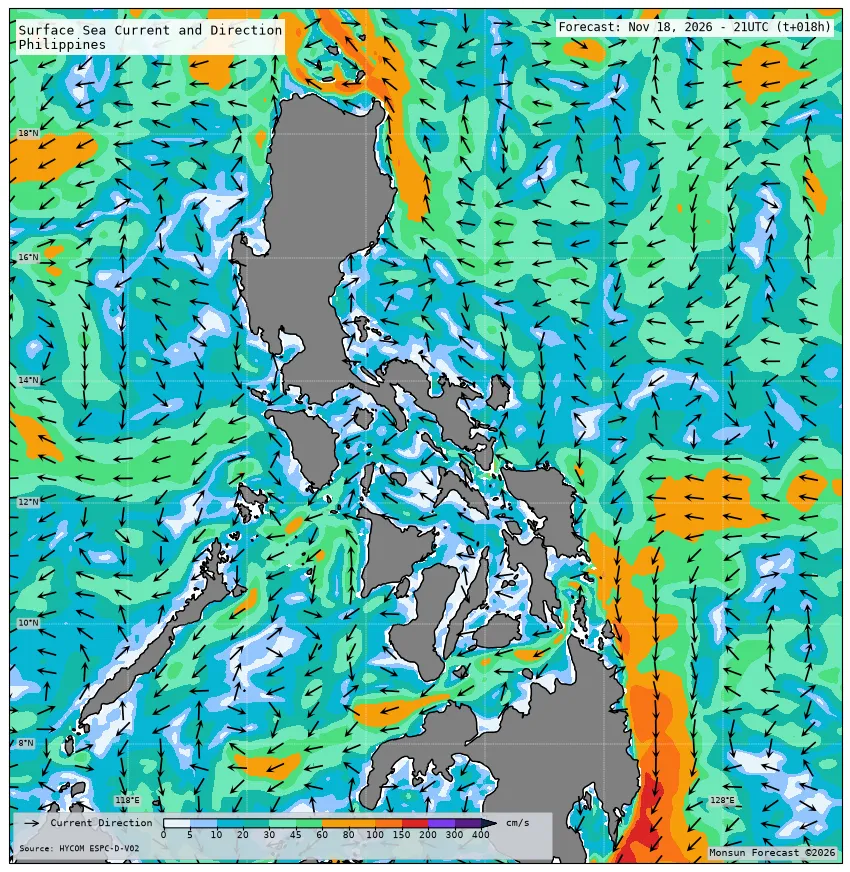 Surface Sea Current and Direction
Philippines
Forecast: Nov 18, 2026 - 21UTC (t+018h)
18°N
16°N
14°N
12°N
10°N
8°N
118°E
128°E
Current Direction
0 5 10 20 30 45 60 80 100 150 200 300 400
cm/s
Source: HYCOM ESPC-D-V02
Monsun Forecast ©2026